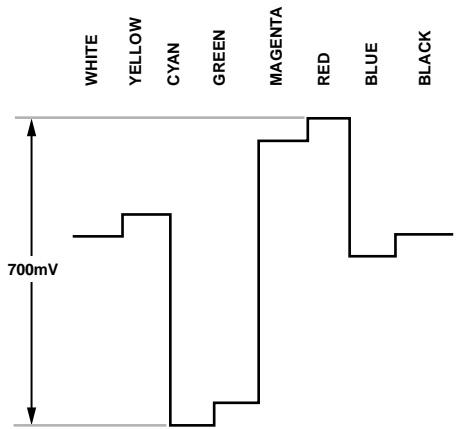 WHITE
YELLOW
CYAN
GREEN
MAGENTA
RED
BLUE
BLACK
700mV